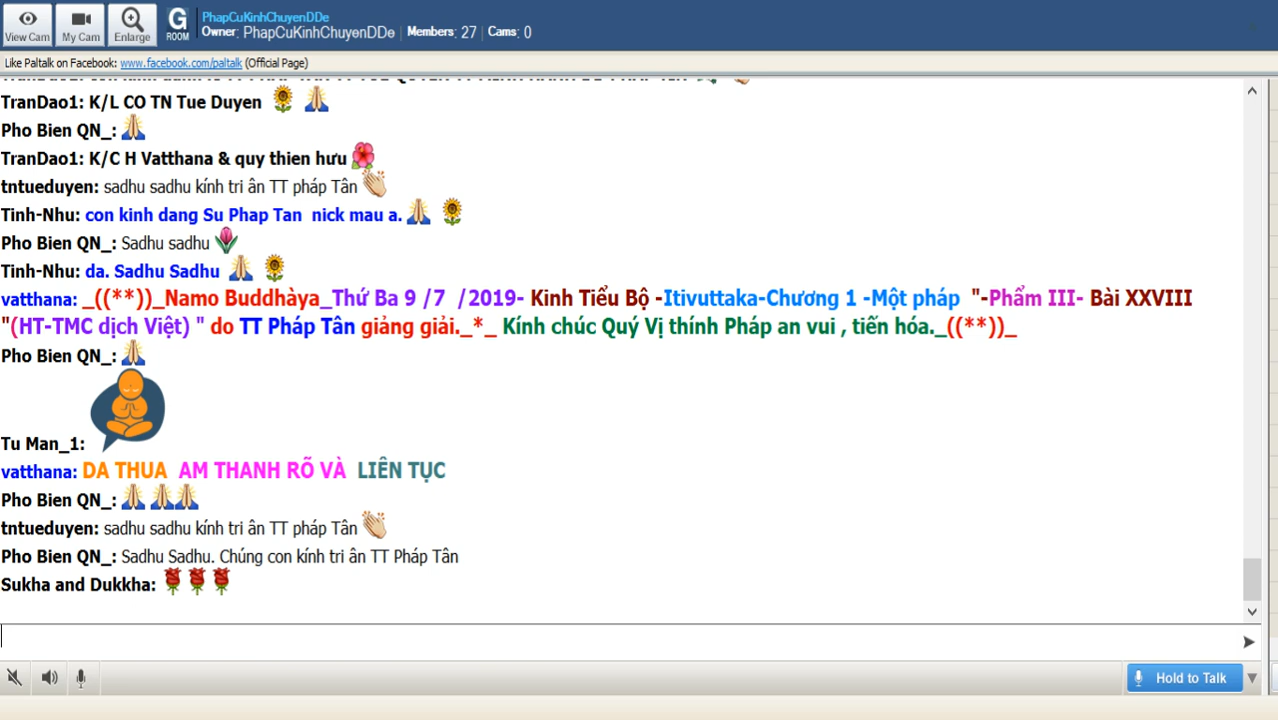 PhapCuKinhChuyenDDe
Owner: PhapCuKinhChuyenDDe Members: 27 Cams: 0
View Cam My Cam Enlarge G ROOM
Like Paltalk on Facebook: www.facebook.com/paltalk (Official Page)
TranDao1: K/L CO TN Tue Duyen
Pho Bien QN_:
TranDao1: K/C H Vatthana & quy thien hưu
tntueduyen: sadhu sadhu kính tri ân TT pháp Tân
Tinh-Nhu: con kinh dang Su Phap Tan nick mau a.
Pho Bien QN_: Sadhu sadhu
Tinh-Nhu: da. Sadhu Sadhu
vatthana: _((**))_Namo Buddhàya_Thứ Ba 9 /7 /2019- Kinh Tiểu Bộ -Itivuttaka-Chương 1 -Một pháp "-Phẩm III- Bài XXVIII
"(HT-TMC dịch Việt) " do TT Pháp Tân giảng giải._*_ Kính chúc Quý Vị thính Pháp an vui , tiến hóa._((**))_
Pho Bien QN_:
Tu Man_1:
vatthana: DA THUA AM THANH RÕ VÀ LIÊN TỤC
Pho Bien QN_:
tntueduyen: sadhu sadhu kính tri ân TT pháp Tân
Pho Bien QN_: Sadhu Sadhu. Chúng con kính tri ân TT Pháp Tân
Sukha and Dukkha:
Hold to Talk